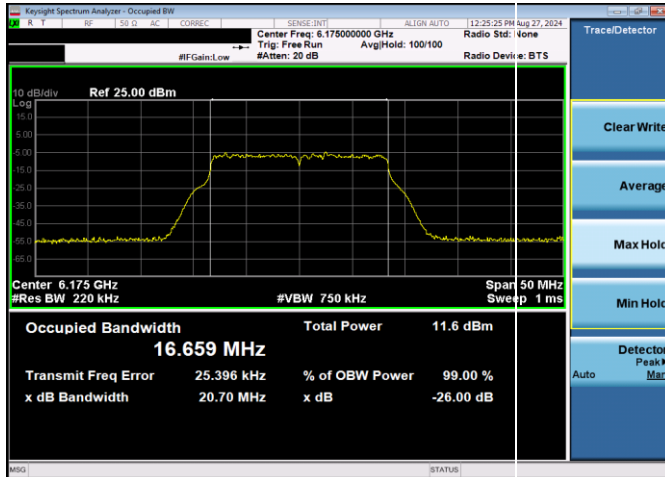 Keysight Spectrum Analyzer - Occupied BW
R T RF 50 Ω AC CORREC SENSE:INT ALIGN AUTO 12:25:25 PM Aug 27, 2024
Center Freq: 6.175000000 GHz Radio Std: None
Trig: Free Run Avg|Hold: 100/100
#IFGain:Low #Atten: 20 dB Radio Device: BTS
Trace/Detector
10 dB/div Ref 25.00 dBm
Log
15.0
5.00
-5.00
-15.0
-25.0
-35.0
-45.0
-55.0
-65.0
Center 6.175 GHz Span 50 MHz
#Res BW 220 kHz #VBW 750 kHz Sweep 1 ms
Occupied Bandwidth Total Power 11.6 dBm
16.659 MHz
Transmit Freq Error 25.396 kHz % of OBW Power 99.00 %
x dB Bandwidth 20.70 MHz x dB -26.00 dB
Clear Write
Average
Max Hold
Min Hold
Detector
Peak
Auto Man
MSG STATUS